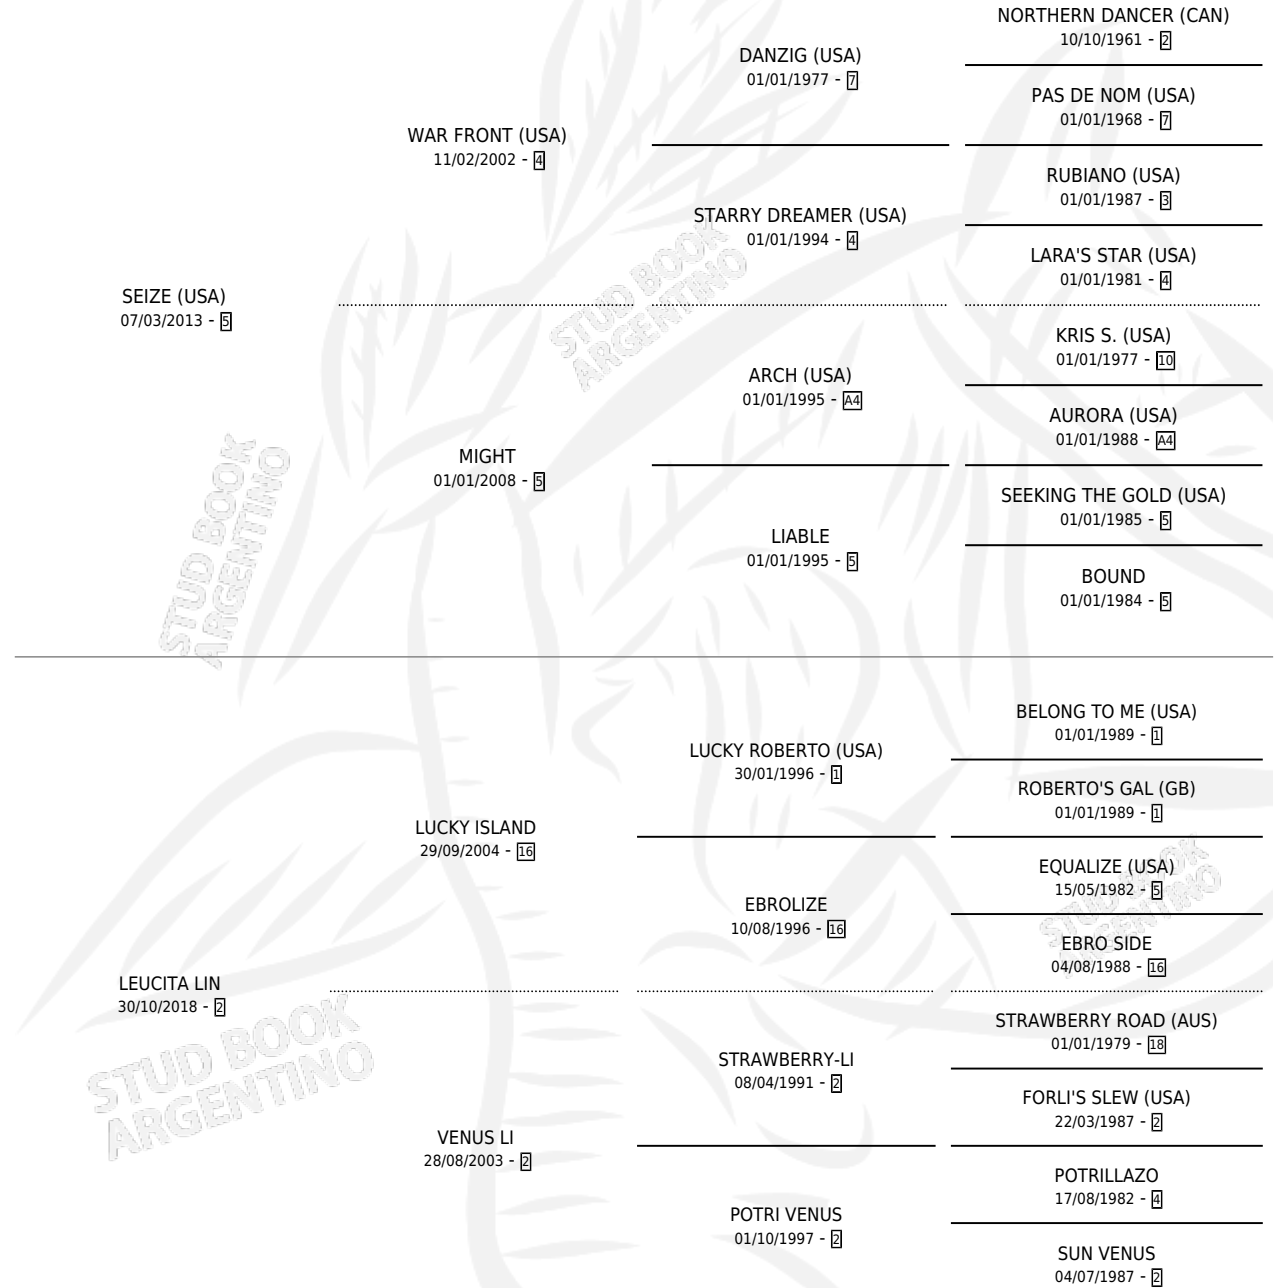 NORTHERN DANCER (CAN)
10/10/1961 - 2
DANZIG (USA)
01/01/1977 - 7
PAS DE NOM (USA)
01/01/1968 - 7
WAR FRONT (USA)
11/02/2002 - 4
RUBIANO (USA)
01/01/1987 - 3
STARRY DREAMER (USA)
01/01/1994 - 4
LARA'S STAR (USA)
01/01/1981 - 4
SEIZE (USA)
07/03/2013 - 5
KRIS S. (USA)
01/01/1977 - 10
ARCH (USA)
01/01/1995 - A4
AURORA (USA)
01/01/1988 - A4
MIGHT
01/01/2008 - 5
SEEKING THE GOLD (USA)
01/01/1985 - 5
LIABLE
01/01/1995 - 5
BOUND
01/01/1984 - 5
BELONG TO ME (USA)
01/01/1989 - 1
LUCKY ROBERTO (USA)
30/01/1996 - 1
ROBERTO'S GAL (GB)
01/01/1989 - 1
LUCKY ISLAND
29/09/2004 - 16
EQUALIZE (USA)
15/05/1982 - 5
EBROLIZE
10/08/1996 - 16
EBRO SIDE
04/08/1988 - 16
LEUCITA LIN
30/10/2018 - 2
STRAWBERRY ROAD (AUS)
01/01/1979 - 18
STRAWBERRY-LI
08/04/1991 - 2
FORLI'S SLEW (USA)
22/03/1987 - 2
VENUS LI
28/08/2003 - 2
POTRILLAZO
17/08/1982 - 4
POTRI VENUS
01/10/1997 - 2
SUN VENUS
04/07/1987 - 2
STUD BOOK
ARGENTINO
STUD BOOK
ARGENTINO
STUD BOOK
ARGENTINO
STUD BOOK
ARGENTINO